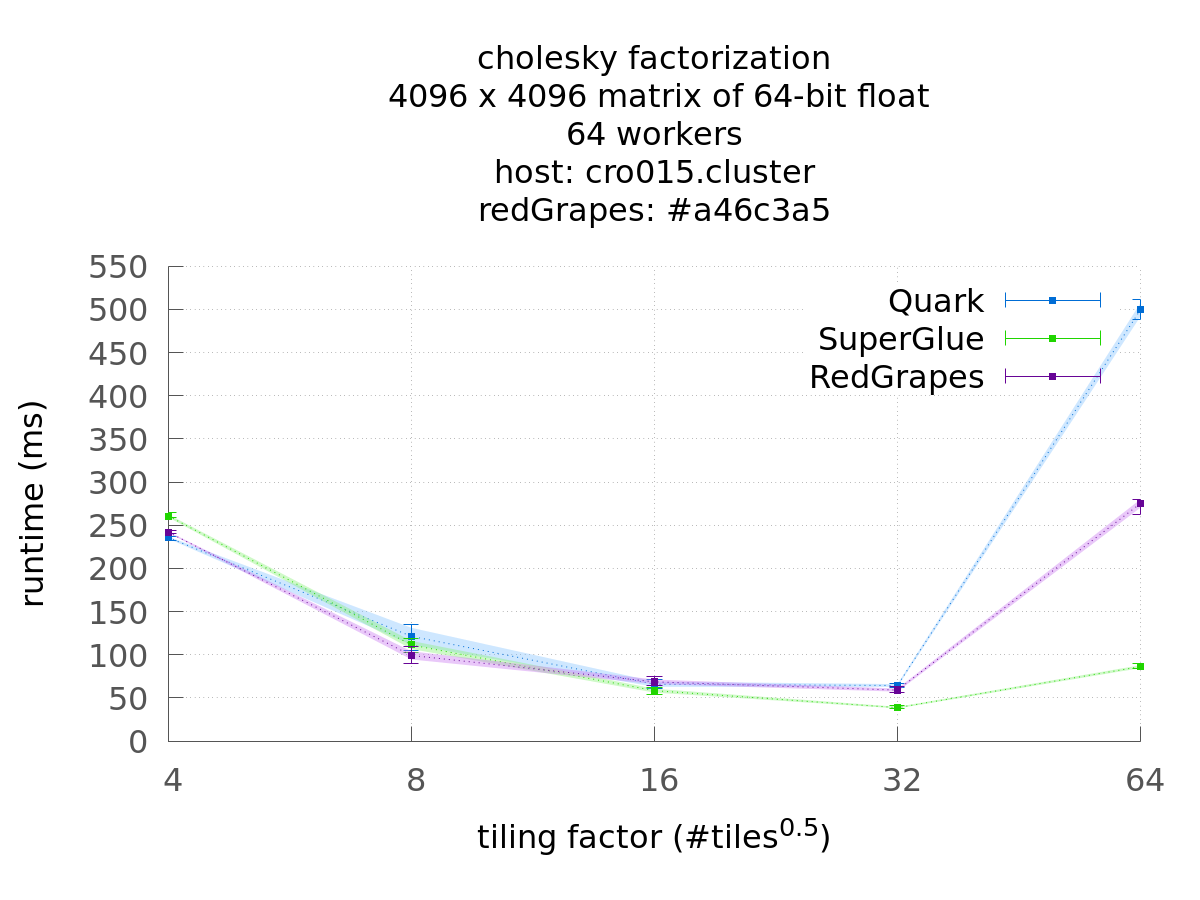 cholesky factorization
4096 x 4096 matrix of 64-bit float
64 workers
host: cro015.cluster
redGrapes: #a46c3a5
550
500
450
400
350
300
250
200
150
100
50
0
runtime (ms)
Quark
SuperGlue
RedGrapes
4 8 16 32 64
tiling factor (#tiles^0.5)